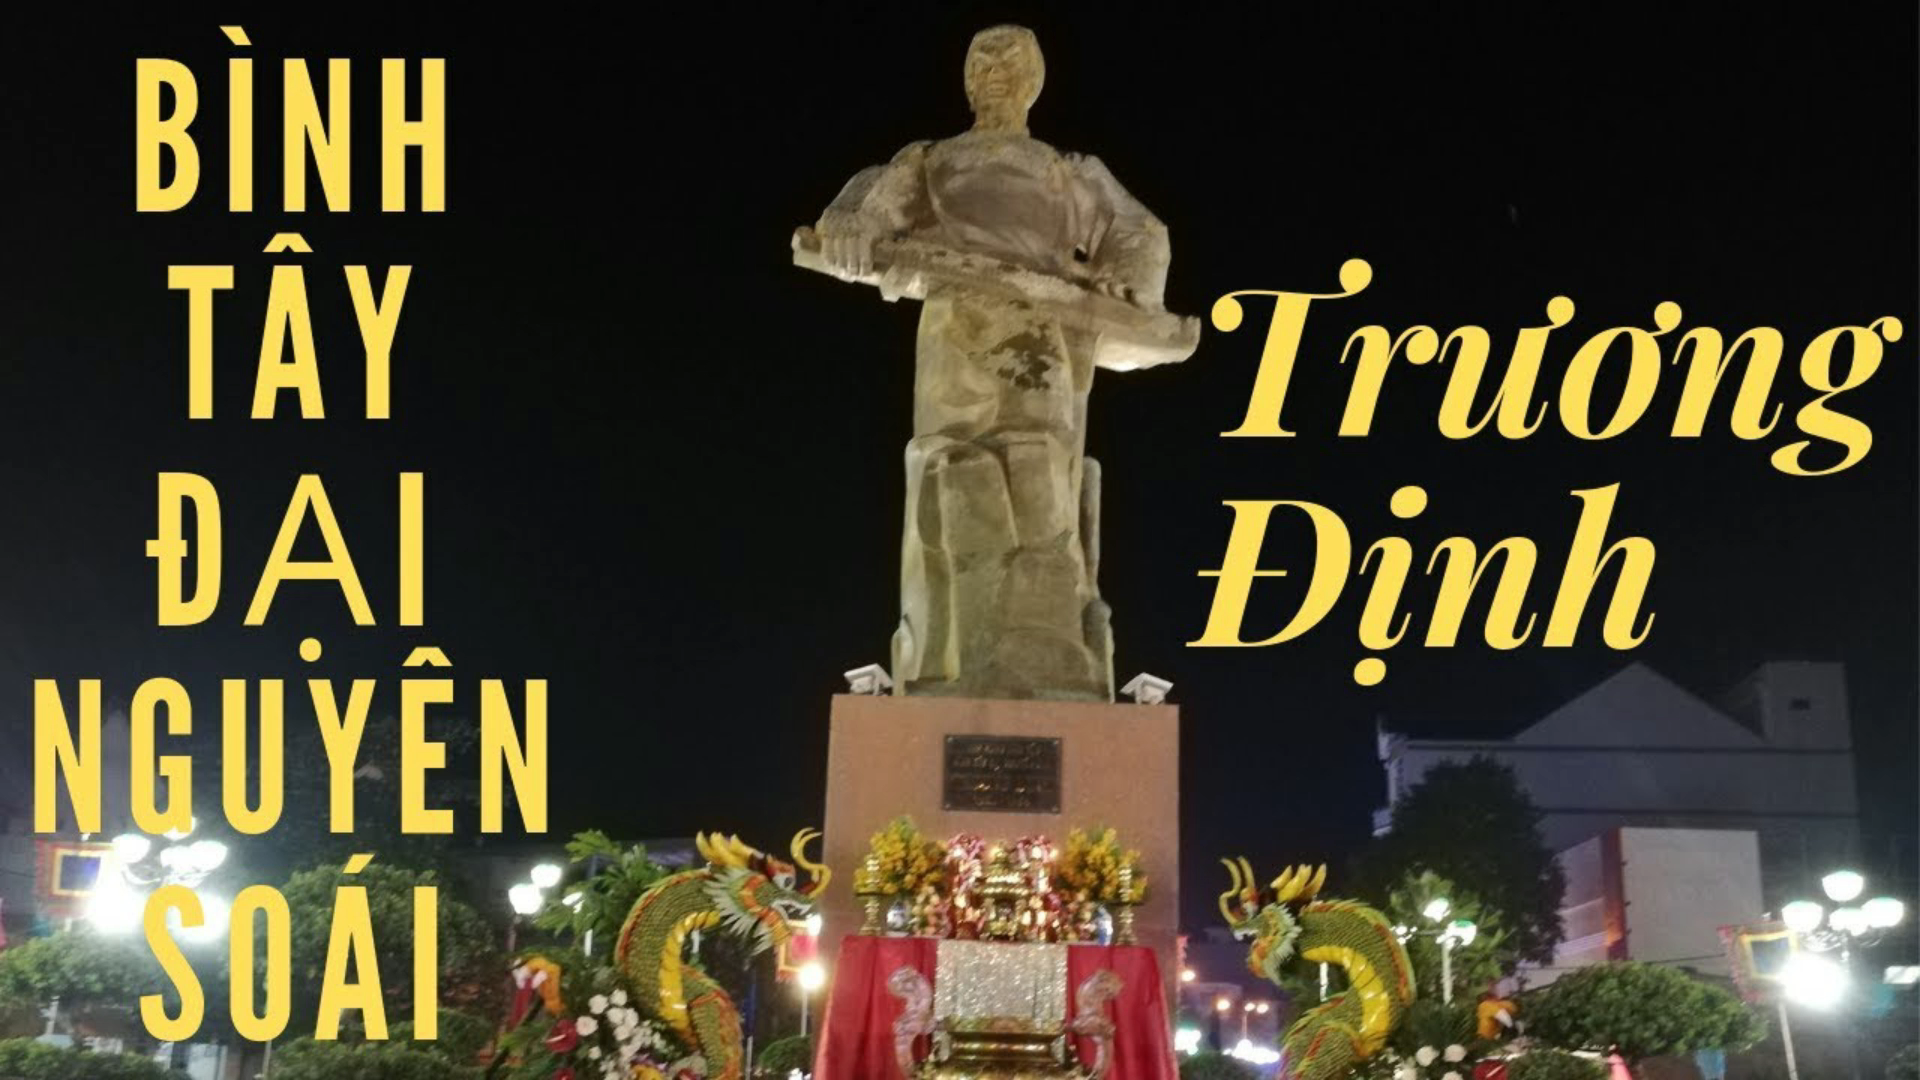 BÌNH
TÂY
ĐẠI
NGUYÊN
SOÁI
Trương
Định